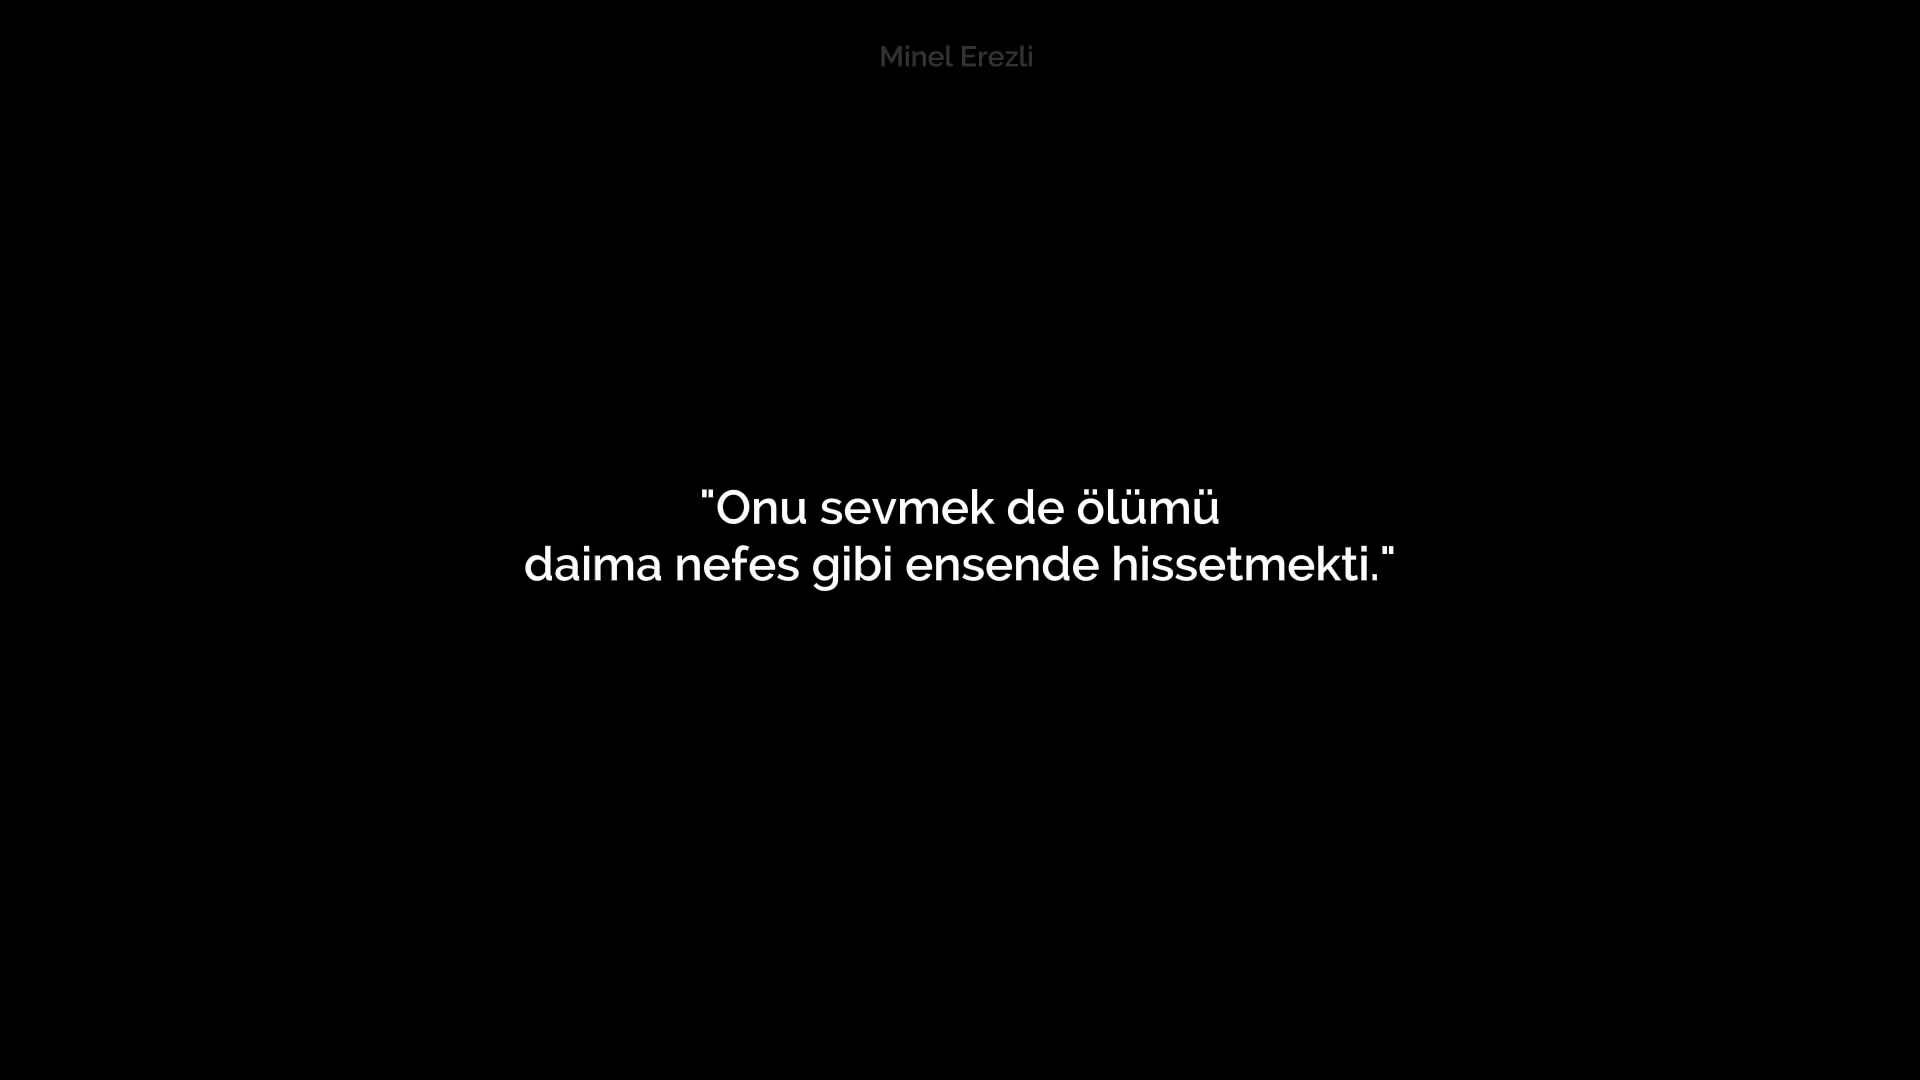 Minel Erezli
"Onu sevmek de ölümü
daima nefes gibi ensende hissetmekti."